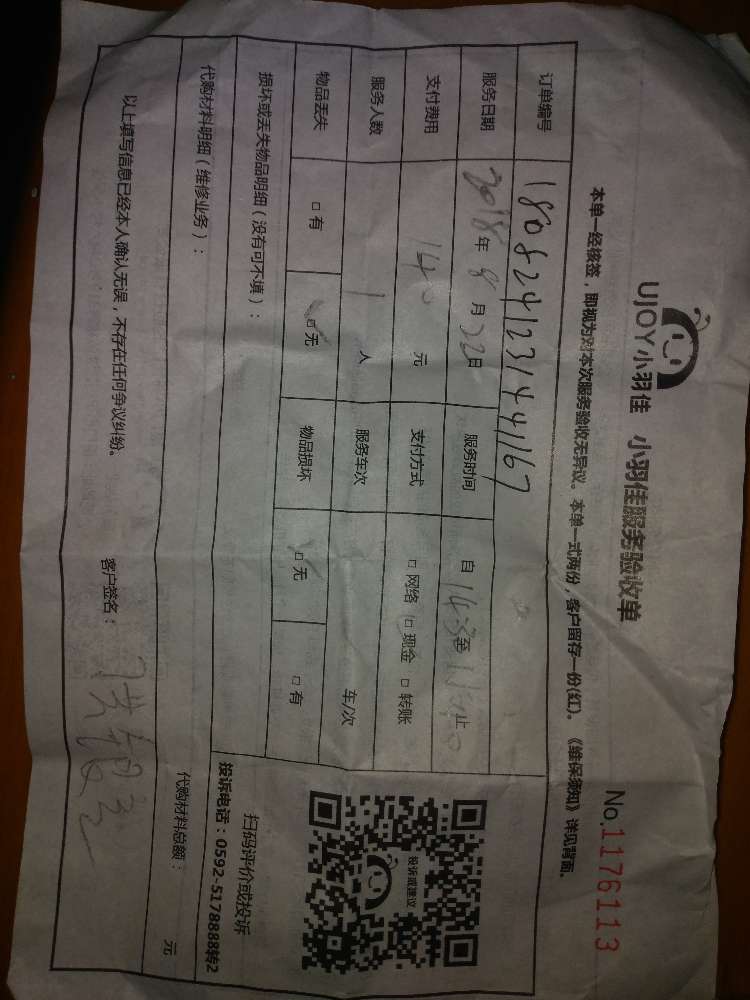 UJOY小羽佳 小羽佳服务验收单
No.1176113
本单一经核签，即视为对本次服务验收无异议。本单一式两份，客户留存一份(红)。《维保须知》详见背面。
订单编号 180824123144167
服务日期 2018年8月22日 服务时间 自14:30至 止
支付费用 140元 支付方式 □网络 □现金 □转账
服务人数 1人 服务车次 车/次
物品丢失 □有 □无 物品损坏 □无 □有
损坏或丢失物品明细（没有可不填）：
投诉或建议
扫码评价或投诉
投诉电话：0592-5178888转2
代购材料明细（维修业务）：
代购材料总额： 元
以上填写信息已经本人确认无误，不存在任何争议纠纷。 客户签名：